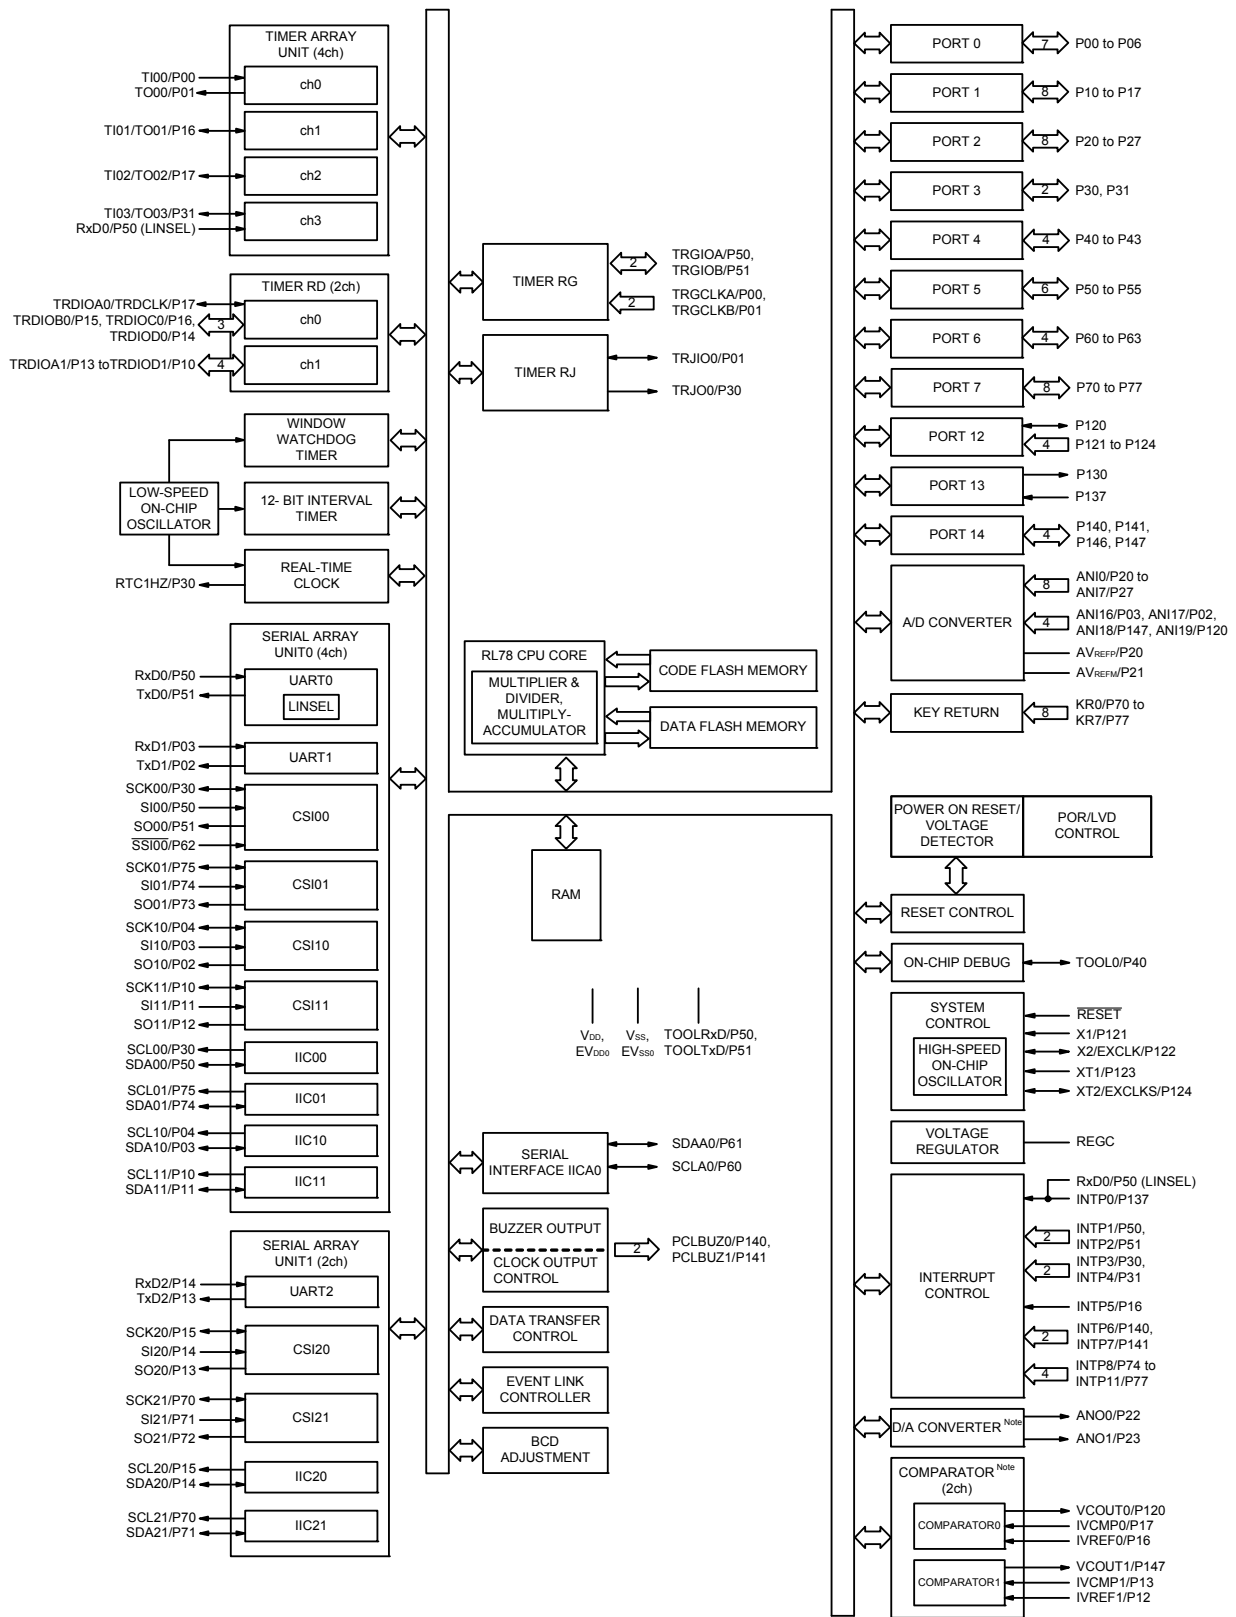 TIMER ARRAY
UNIT (4ch)
TI00/P00
TO00/P01
ch0
TI01/TO01/P16
ch1
TI02/TO02/P17
ch2
TI03/TO03/P31
RxD0/P50 (LINSEL)
ch3
TIMER RD (2ch)
TRDIOA0/TRDCLK/P17
TRDIOB0/P15, TRDIOC0/P16,
TRDIOD0/P14
3
ch0
TRDIOA1/P13 toTRDIOD1/P10
4
ch1
WINDOW
WATCHDOG
TIMER
LOW-SPEED
ON-CHIP
OSCILLATOR
12- BIT INTERVAL
TIMER
RTC1HZ/P30
REAL-TIME
CLOCK
SERIAL ARRAY
UNIT0 (4ch)
RxD0/P50
TxD0/P51
UART0
LINSEL
RxD1/P03
TxD1/P02
UART1
SCK00/P30
SI00/P50
SO00/P51
SSI00/P62
CSI00
SCK01/P75
SI01/P74
SO01/P73
CSI01
SCK10/P04
SI10/P03
SO10/P02
CSI10
SCK11/P10
SI11/P11
SO11/P12
CSI11
SCL00/P30
SDA00/P50
IIC00
SCL01/P75
SDA01/P74
IIC01
SCL10/P04
SDA10/P03
IIC10
SCL11/P10
SDA11/P11
IIC11
SERIAL ARRAY
UNIT1 (2ch)
RxD2/P14
TxD2/P13
UART2
SCK20/P15
SI20/P14
SO20/P13
CSI20
SCK21/P70
SI21/P71
SO21/P72
CSI21
SCL20/P15
SDA20/P14
IIC20
SCL21/P70
SDA21/P71
IIC21
TIMER RG
2
TRGIOA/P50,
TRGIOB/P51
2
TRGCLKA/P00,
TRGCLKB/P01
TIMER RJ
TRJIO0/P01
TRJO0/P30
RL78 CPU CORE
MULTIPLIER &
DIVIDER,
MULITIPLY-
ACCUMULATOR
CODE FLASH MEMORY
DATA FLASH MEMORY
RAM
VDD,
EVDD0
VSS,
EVSS0
TOOLRxD/P50,
TOOLTxD/P51
SERIAL
INTERFACE IICA0
SDAA0/P61
SCLA0/P60
BUZZER OUTPUT
CLOCK OUTPUT
CONTROL
2
PCLBUZ0/P140,
PCLBUZ1/P141
DATA TRANSFER
CONTROL
EVENT LINK
CONTROLLER
BCD
ADJUSTMENT
PORT 0
7
P00 to P06
PORT 1
8
P10 to P17
PORT 2
8
P20 to P27
PORT 3
2
P30, P31
PORT 4
4
P40 to P43
PORT 5
6
P50 to P55
PORT 6
4
P60 to P63
PORT 7
8
P70 to P77
PORT 12
P120
4
P121 to P124
PORT 13
P130
P137
PORT 14
4
P140, P141,
P146, P147
A/D CONVERTER
8
ANI0/P20 to
ANI7/P27
4
ANI16/P03, ANI17/P02,
ANI18/P147, ANI19/P120
AVREFP/P20
AVREFM/P21
KEY RETURN
8
KR0/P70 to
KR7/P77
POWER ON RESET/
VOLTAGE
DETECTOR
POR/LVD
CONTROL
RESET CONTROL
ON-CHIP DEBUG
TOOL0/P40
SYSTEM
CONTROL
HIGH-SPEED
ON-CHIP
OSCILLATOR
RESET
X1/P121
X2/EXCLK/P122
XT1/P123
XT2/EXCLKS/P124
VOLTAGE
REGULATOR
REGC
INTERRUPT
CONTROL
RxD0/P50 (LINSEL)
INTP0/P137
2
INTP1/P50,
INTP2/P51
2
INTP3/P30,
INTP4/P31
INTP5/P16
2
INTP6/P140,
INTP7/P141
4
INTP8/P74 to
INTP11/P77
D/A CONVERTER Note
ANO0/P22
ANO1/P23
COMPARATOR Note
(2ch)
COMPARATOR0
VCOUT0/P120
IVCMP0/P17
IVREF0/P16
COMPARATOR1
VCOUT1/P147
IVCMP1/P13
IVREF1/P12